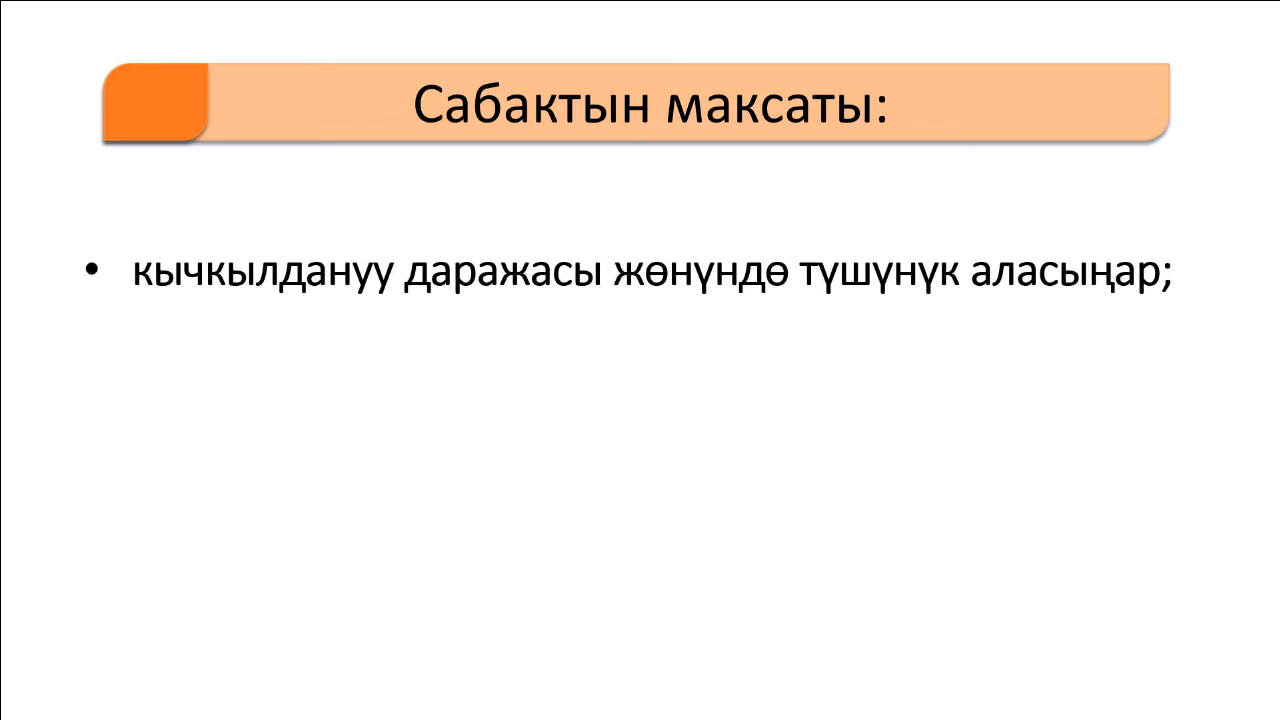 Сабактын максаты:
• кычкылдануу даражасы жөнүндө түшүнүк аласыңар;